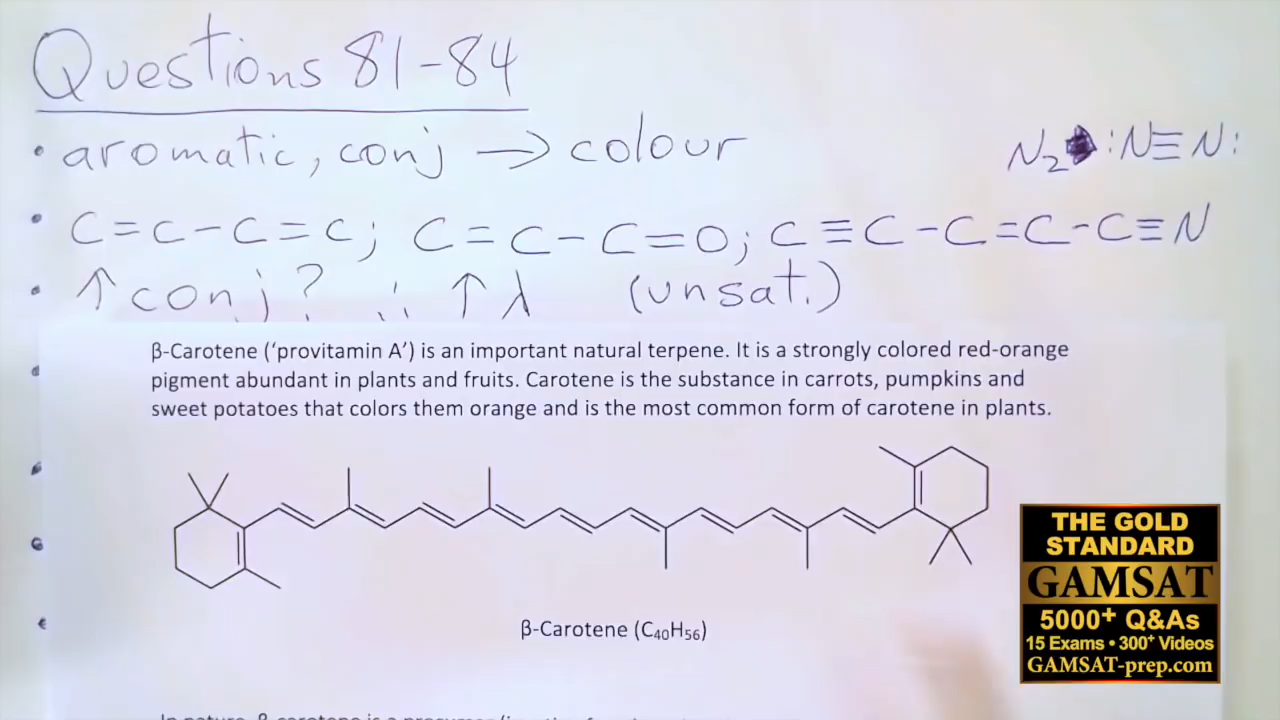 Questions 81-84
• aromatic, conj → colour
N₂ :N≡N:
• C=C-C=C; C=C-C=O; C≡C-C=C-C≡N
• ↑ conj? ∴ ↑ λ (unsat.)
β-Carotene (‘provitamin A’) is an important natural terpene. It is a strongly colored red-orange
pigment abundant in plants and fruits. Carotene is the substance in carrots, pumpkins and
sweet potatoes that colors them orange and is the most common form of carotene in plants.
β-Carotene (C₄₀H₅₆)
THE GOLD
STANDARD
GAMSAT
5000⁺ Q&As
15 Exams • 300⁺ Videos
GAMSAT-prep.com